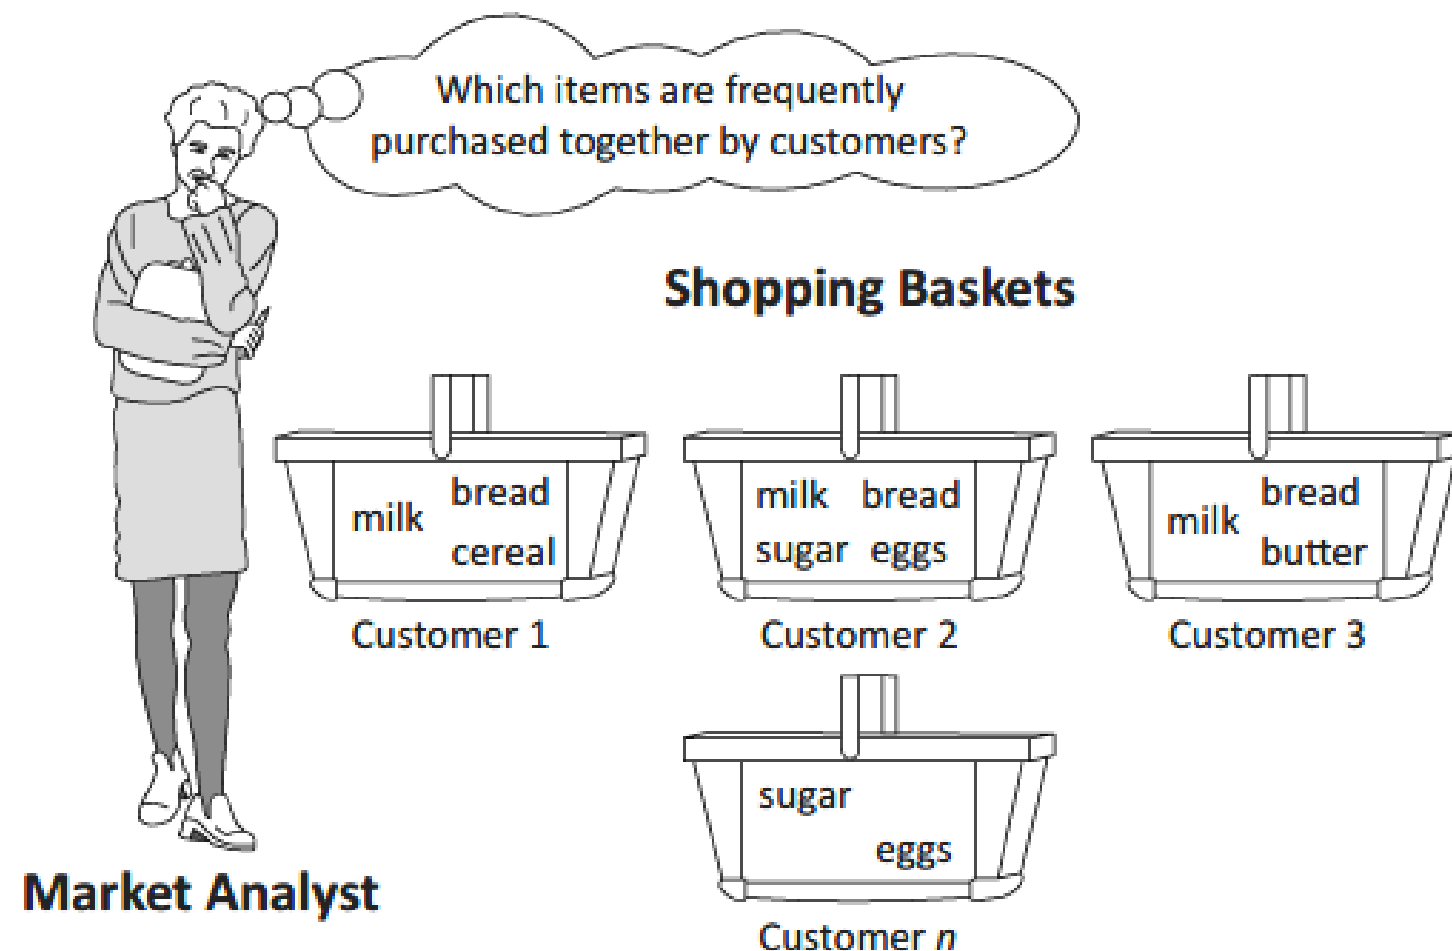 Which items are frequently
purchased together by customers?
Shopping Baskets
milk
bread
cereal
Customer 1
milk bread
sugar eggs
Customer 2
milk
bread
butter
Customer 3
sugar
eggs
Customer n
Market Analyst